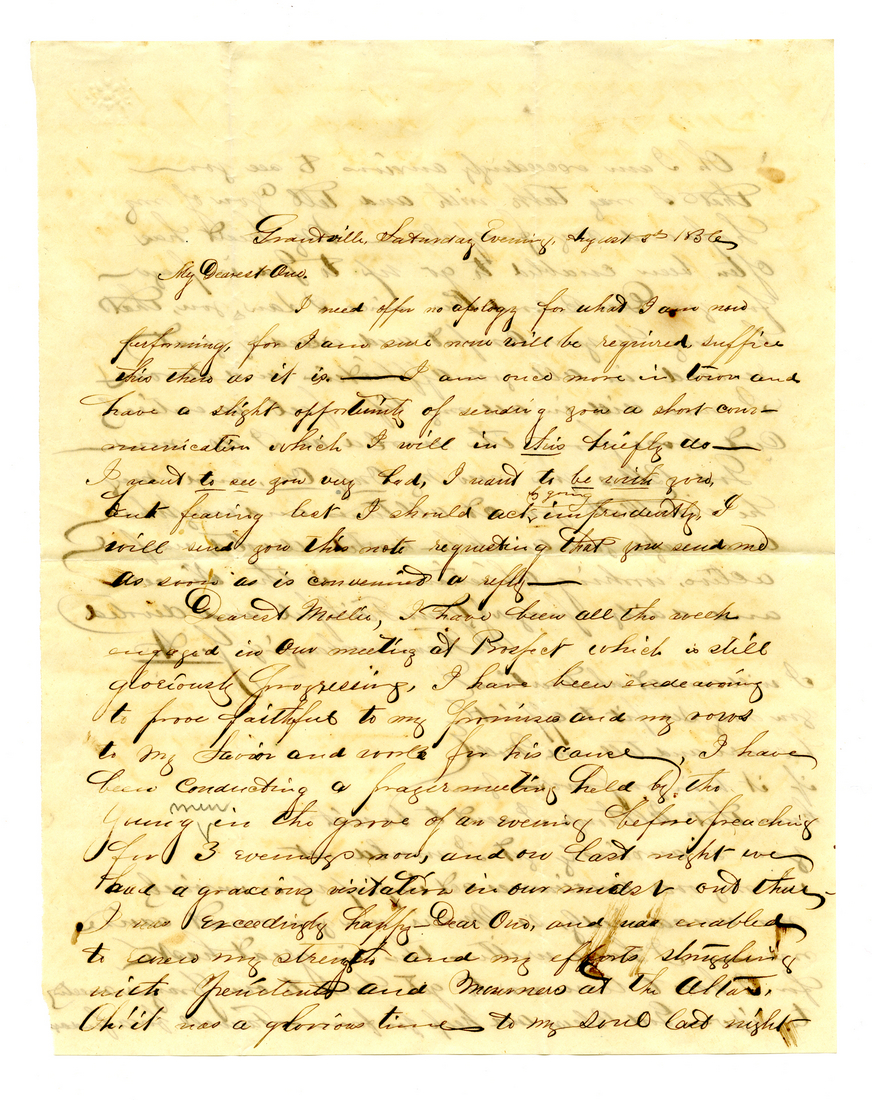 Grantville, Saturday Evening, August 5th 1856
My Dearest One.
I need offer no apology for what I am now
performing, for I am sure none will be required suffice
this then as it is — I am once more in town and
have a slight opportunity of sending you a short com-
munication which I will in this briefly do —
I want to see you very bad, I want to be with you,
but fearing lest I should act imprudently, I
by going
will send you this note requesting that you send me
as soon as is convenient a reply —
Dearest Mollie, I have been all the week
engaged in our meeting at Prospect which is still
gloriously progressing, I have been endeavoring
to prove faithful to my promises and my vows
to my Savior and work for his cause, I have
been conducting a prayer meeting held by the
young men in the grove of an evening before preaching
for 3 evenings now, and on last night we
had a gracious visitation in our midst out there
I was exceedingly happy — Dear One, and was enabled
to my strength and my efforts struggling
with Penitents and Mourners at the Altar,
Oh! it was a glorious time to my soul last night